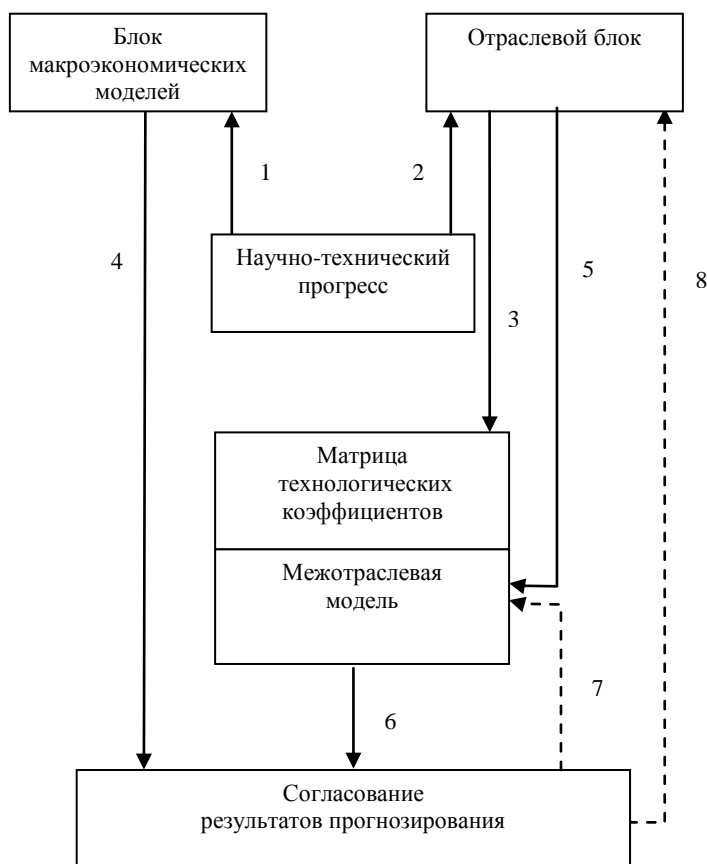 Блок
макроэкономических
моделей
Отраслевой блок
1
2
Научно-технический
прогресс
4
5
8
3
Матрица
технологических
коэффициентов
Межотраслевая
модель
7
6
Согласование
результатов прогнозирования